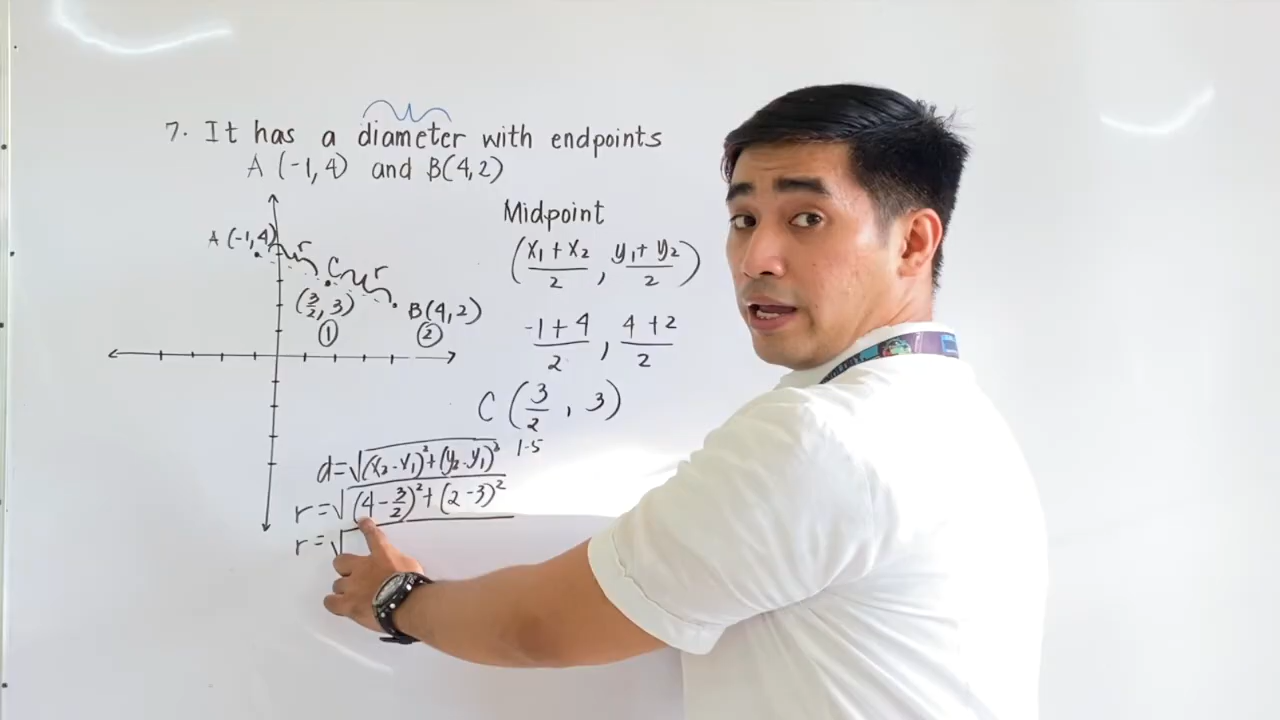 7. It has a diameter with endpoints
A (-1,4) and B(4,2)
A (-1,4) r
C r
(3/2, 3) B(4,2)
① ②
Midpoint
(x₁ + x₂ / 2 , y₁ + y₂ / 2)
-1 + 4 / 2 , 4 + 2 / 2
C (3/2 , 3)
1.5
d=√(x₂-x₁)²+(y₂-y₁)²
r=√(4-3/2)²+(2-3)²
r=√